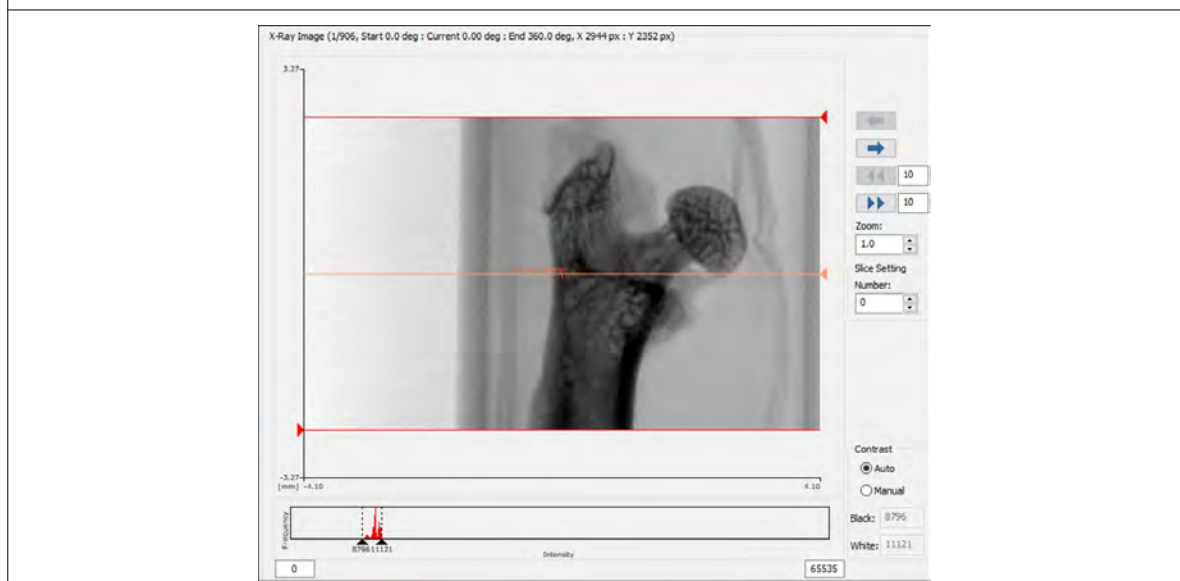 X-Ray Image (1/906, Start 0.0 deg : Current 0.00 deg : End 360.0 deg, X 2944 px : Y 2352 px)
3.27
10
10
Zoom:
1.0
Slice Setting
Number:
0
-3.27
[mm] -4.10
4.10
Contrast
Auto
Manual
Black: 8796
White: 11121
Frequency
8796 11121
Intensity
0
65535